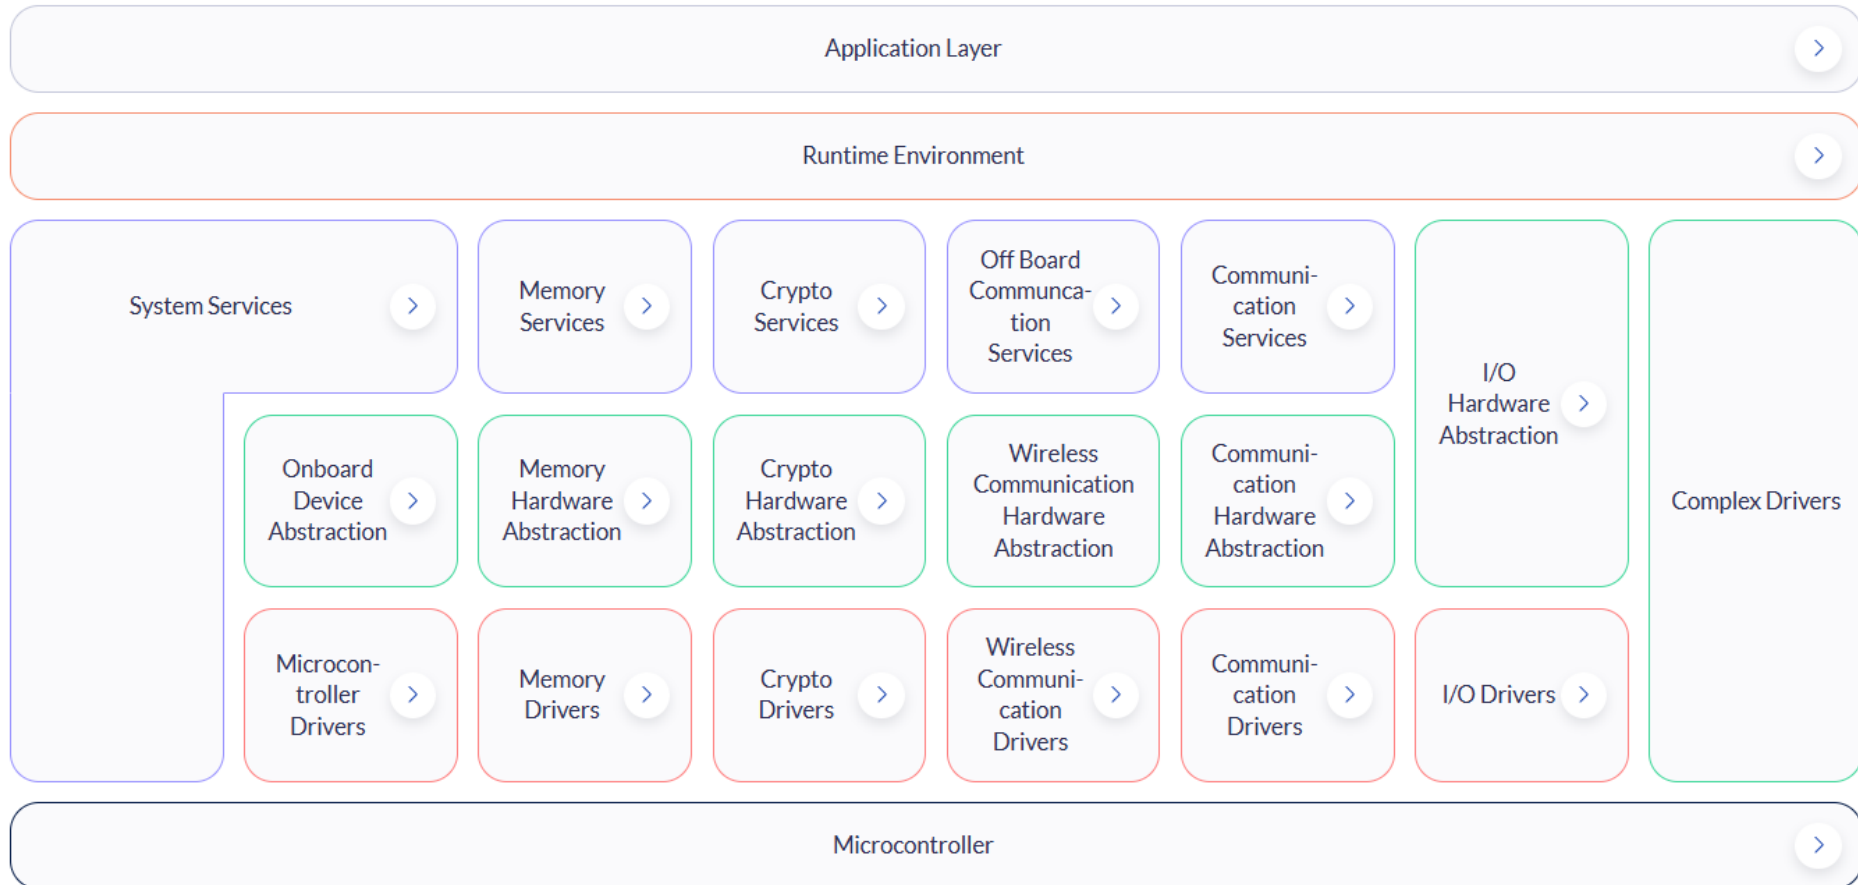 Application Layer
Runtime Environment
System Services
Memory
Services
Crypto
Services
Off Board
Communca-
tion
Services
Communi-
cation
Services
I/O
Hardware
Abstraction
Complex Drivers
Onboard
Device
Abstraction
Memory
Hardware
Abstraction
Crypto
Hardware
Abstraction
Wireless
Communication
Hardware
Abstraction
Communi-
cation
Hardware
Abstraction
Microcon-
troller
Drivers
Memory
Drivers
Crypto
Drivers
Wireless
Communi-
cation
Drivers
Communi-
cation
Drivers
I/O Drivers
Microcontroller